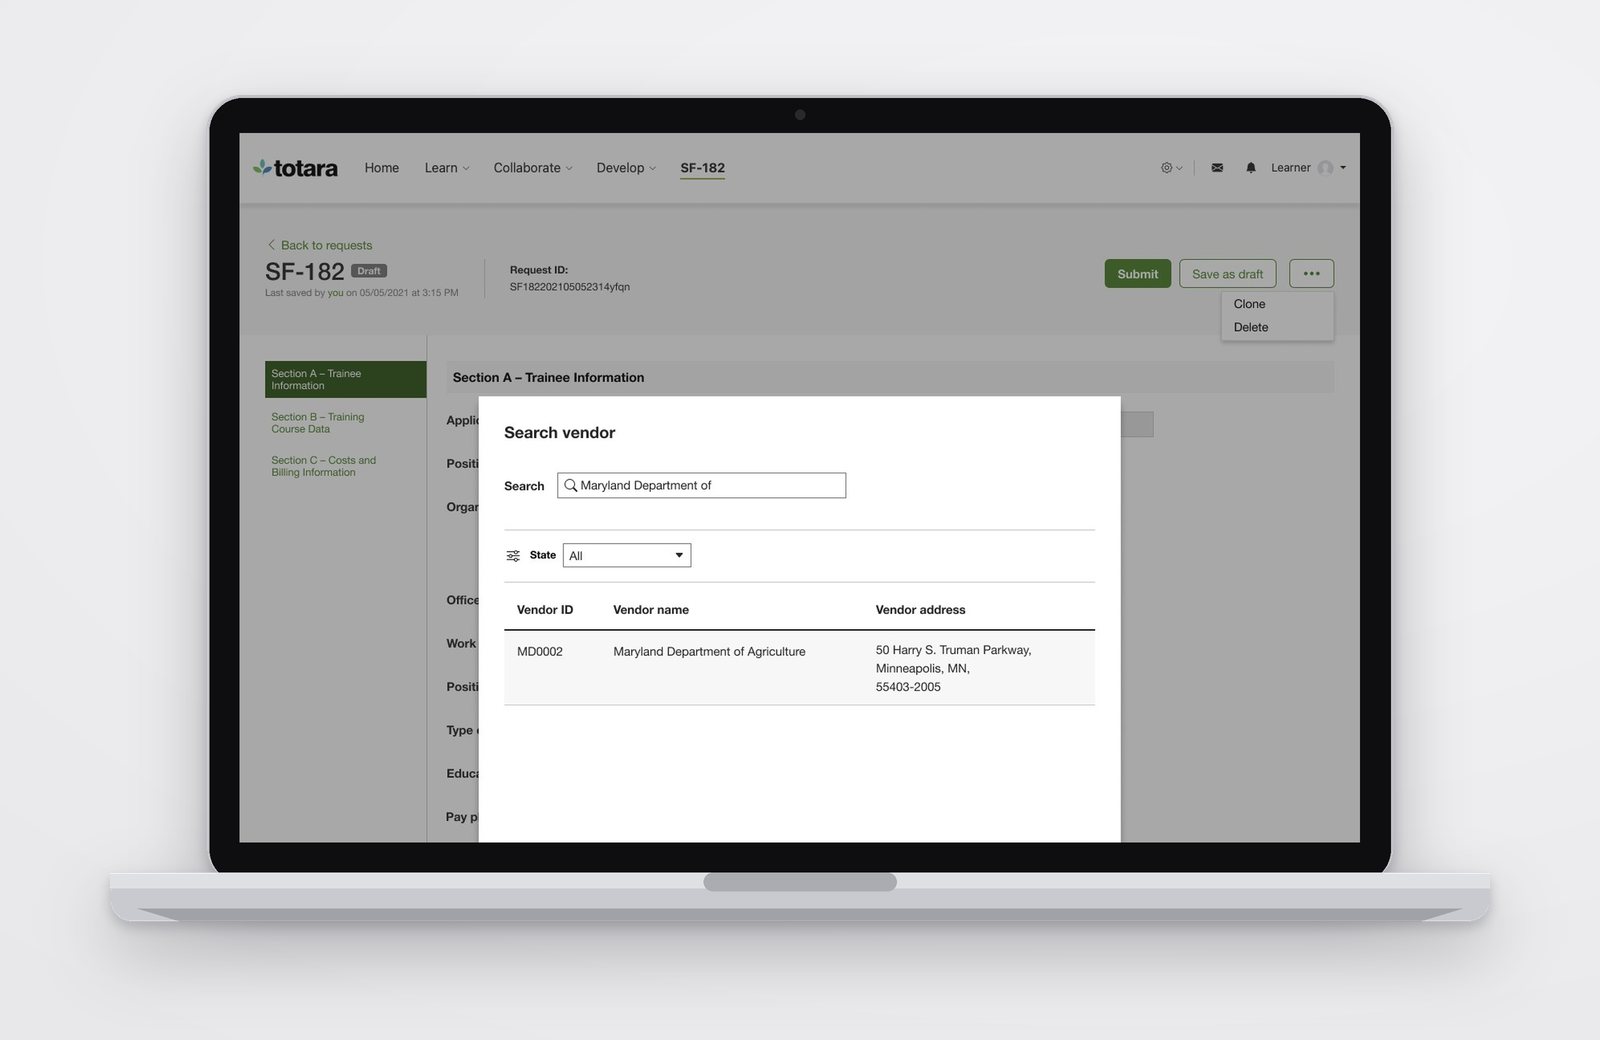 totara
Home
Learn
Collaborate
Develop
SF-182
Learner
Back to requests
SF-182 Draft
Last saved by you on 05/05/2021 at 3:15 PM
Request ID:
SF182202105052314yfqn
Submit
Save as draft
Clone
Delete
Section A – Trainee
Information
Section B – Training
Course Data
Section C – Costs and
Billing Information
Section A – Trainee Information
Search vendor
Search
Maryland Department of
State
All
Vendor ID
Vendor name
Vendor address
MD0002
Maryland Department of Agriculture
50 Harry S. Truman Parkway,
Minneapolis, MN,
55403-2005
Office
Work
Type
Pay